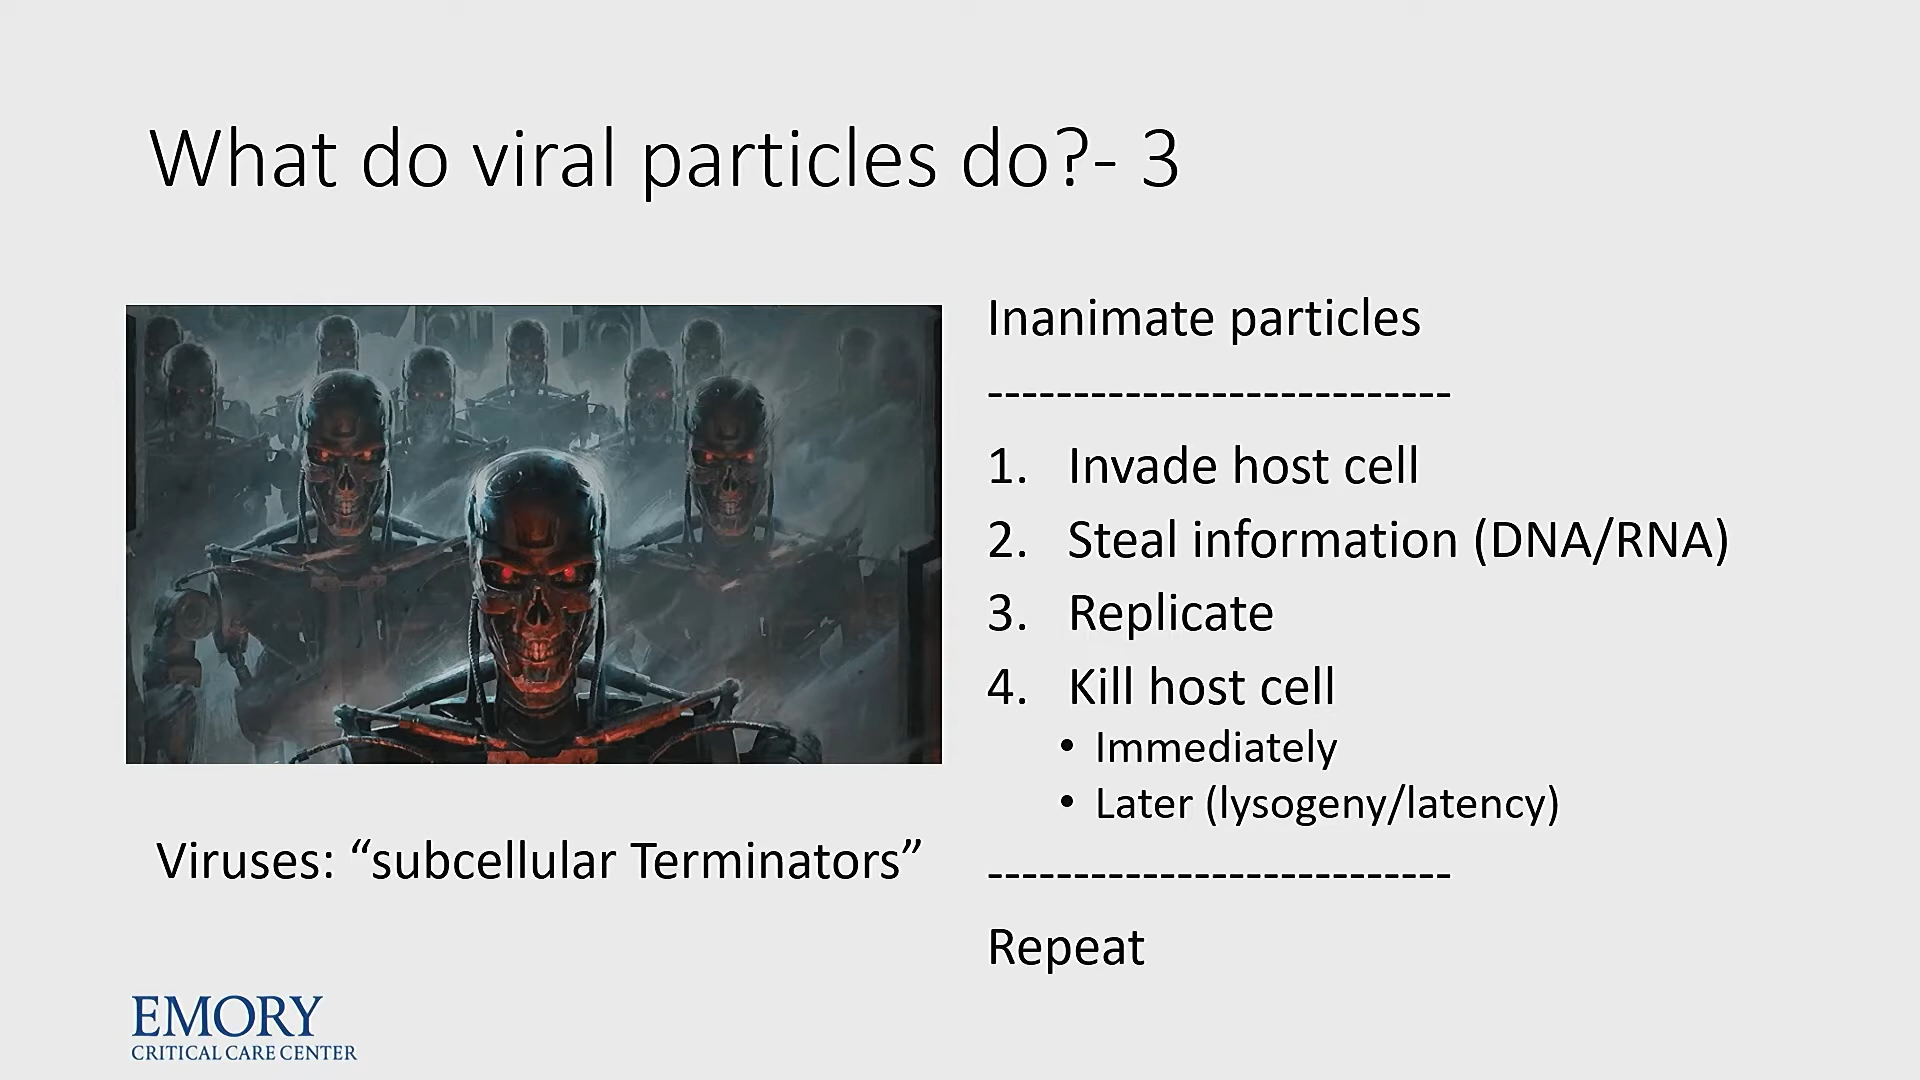 What do viral particles do?- 3
Inanimate particles
---------------------------
1. Invade host cell
2. Steal information (DNA/RNA)
3. Replicate
4. Kill host cell
• Immediately
• Later (lysogeny/latency)
---------------------------
Repeat
Viruses: “subcellular Terminators”
EMORY
CRITICAL CARE CENTER